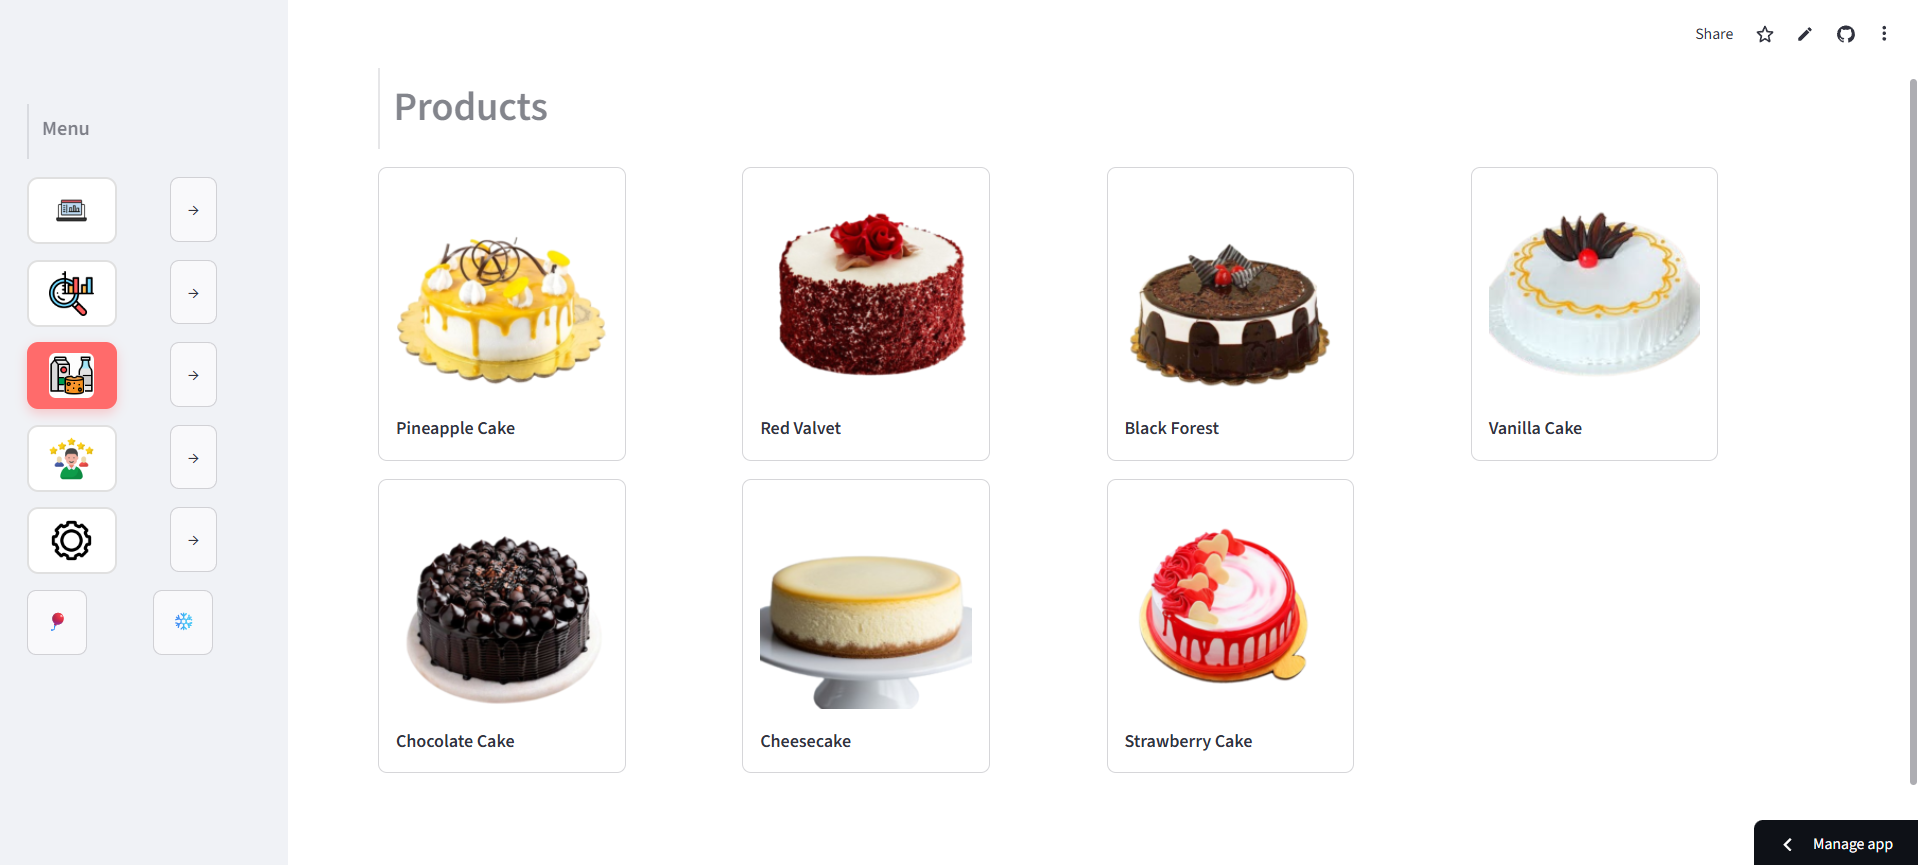 Share
Menu
Products
Pineapple Cake
Red Valvet
Black Forest
Vanilla Cake
Chocolate Cake
Cheesecake
Strawberry Cake
Manage app